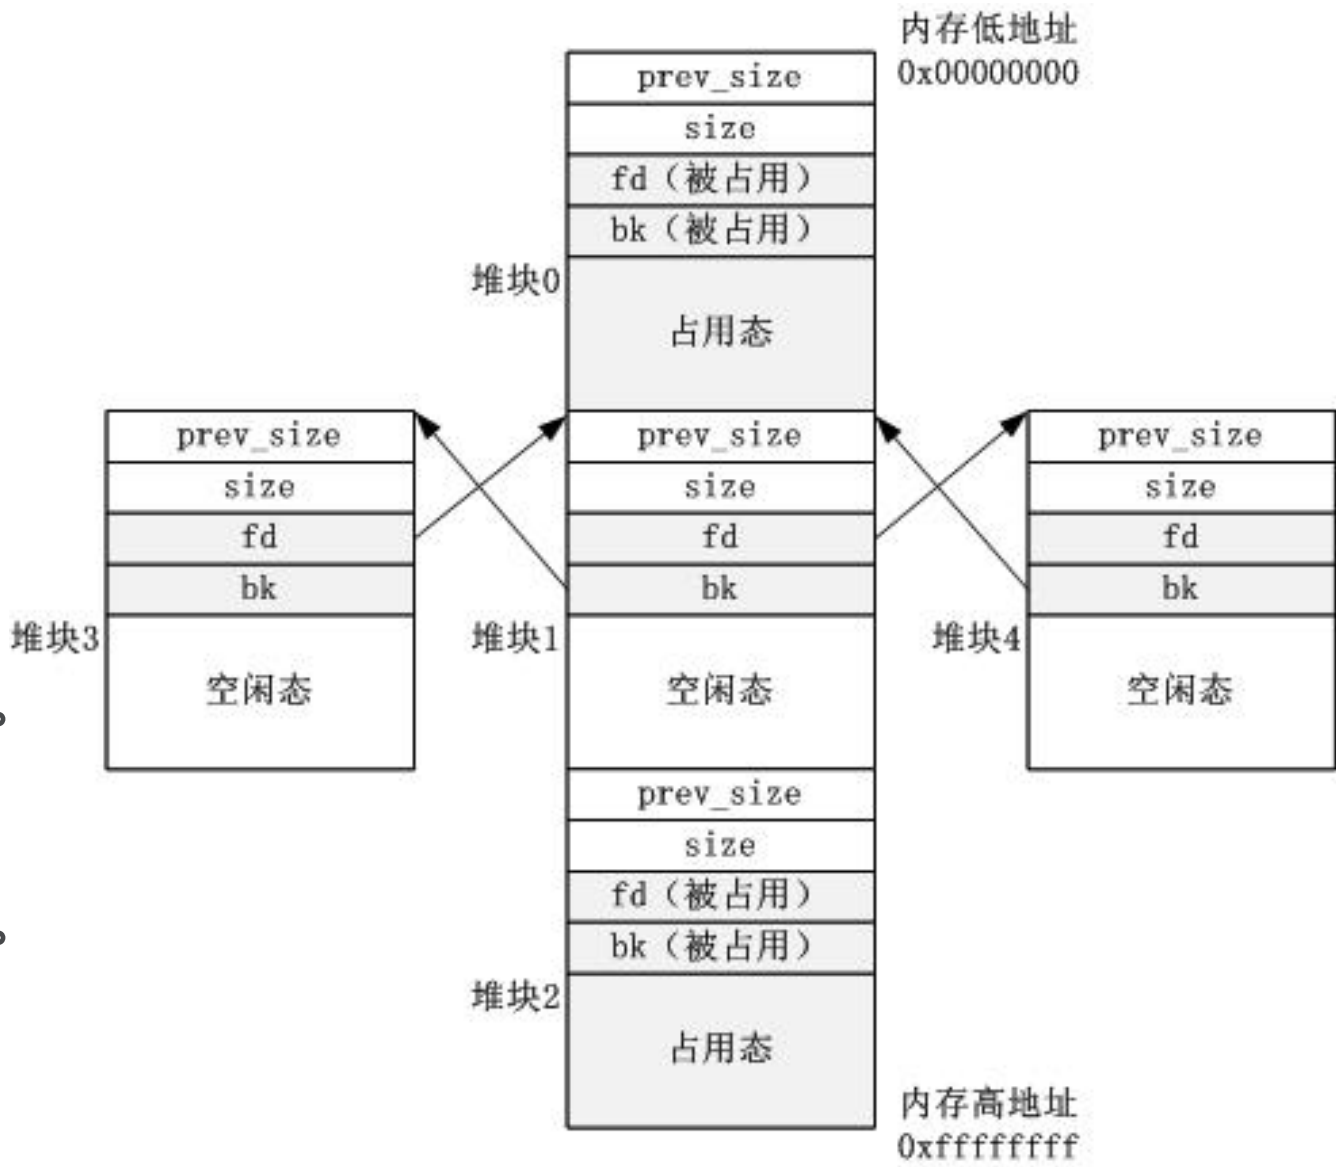 内存低地址
0x00000000
prev_size
size
fd（被占用）
bk（被占用）
堆块0
占用态
prev_size
size
fd
bk
堆块3
空闲态
prev_size
size
fd
bk
堆块1
空闲态
prev_size
size
fd
bk
堆块4
空闲态
prev_size
size
fd（被占用）
bk（被占用）
堆块2
占用态
内存高地址
0xffffffff